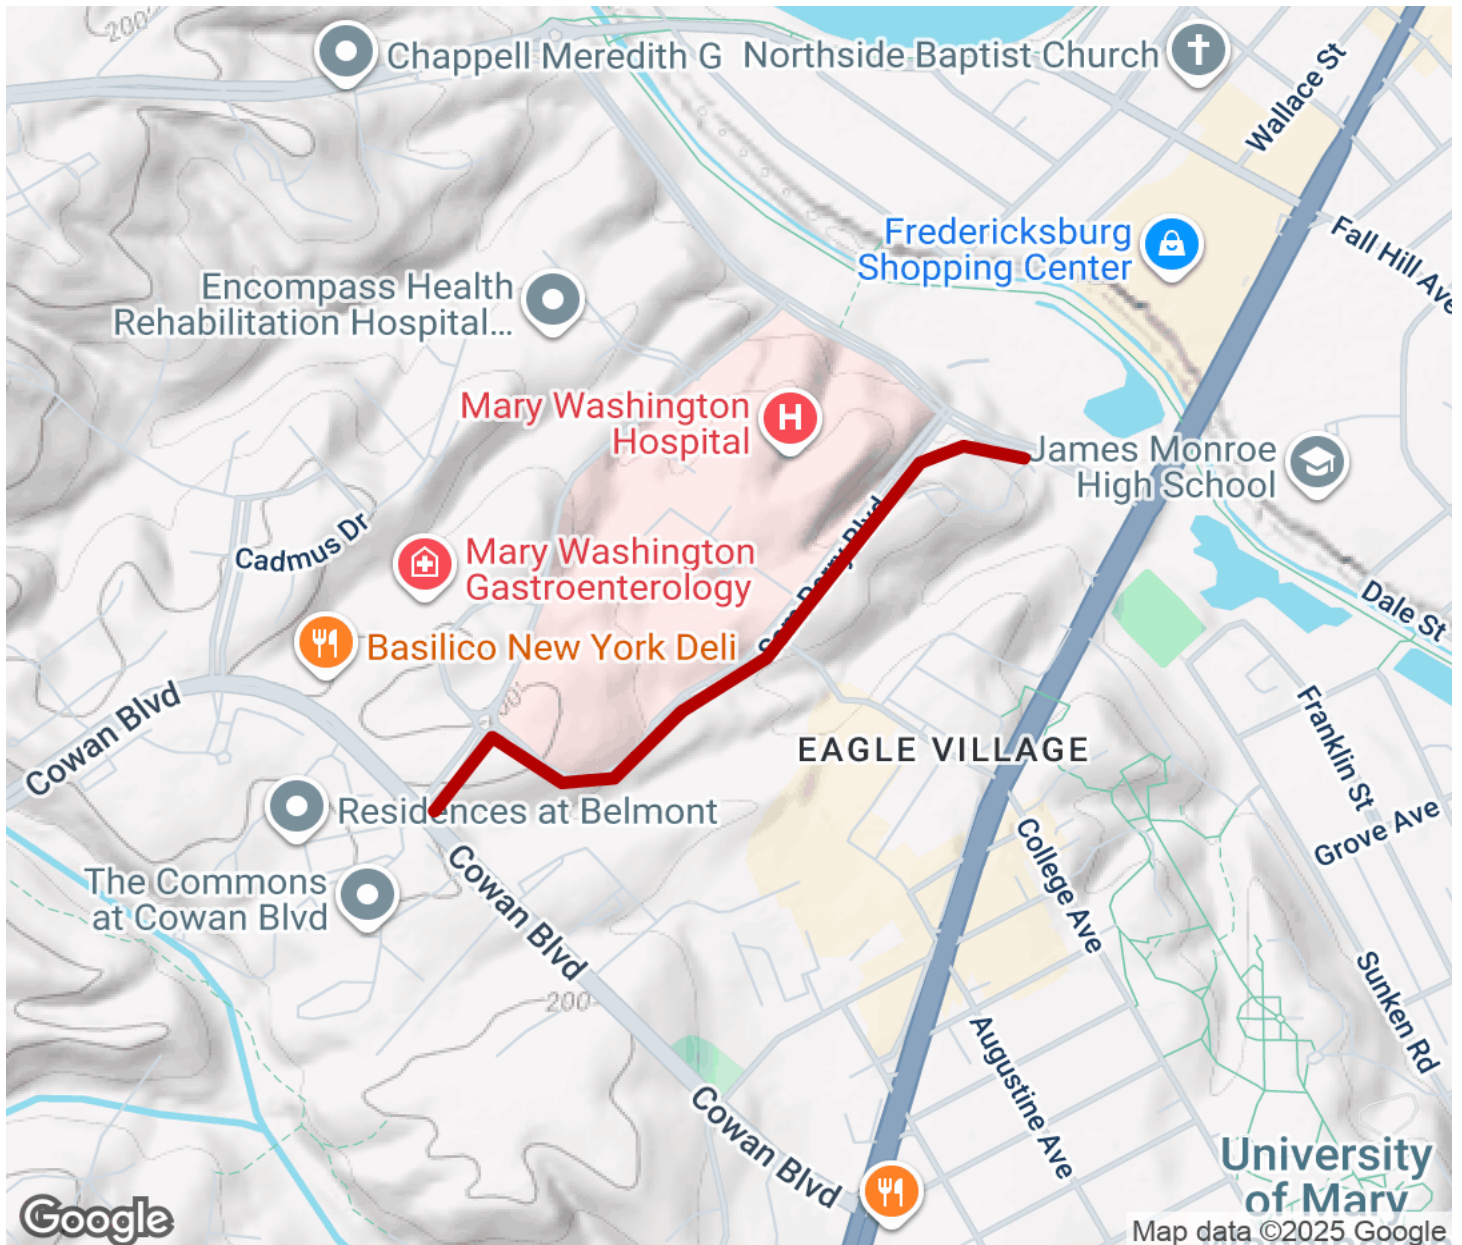 200'
Chappell Meredith G
Northside Baptist Church
Wallace St
Fredericksburg
Shopping Center
Fall Hill Ave
Encompass Health
Rehabilitation Hospital...
Mary Washington
Hospital
H
James Monroe
High School
Cadmus Dr
Mary Washington
Gastroenterology
Blvd
Dale St
Basilico New York Deli
Cowan Blvd
EAGLE VILLAGE
Franklin St
Residences at Belmont
Grove Ave
College Ave
The Commons
at Cowan Blvd
Cowan Blvd
200
Sunken Rd
Augustine Ave
Cowan Blvd
University
of Mary
Google
Map data ©2025 Google